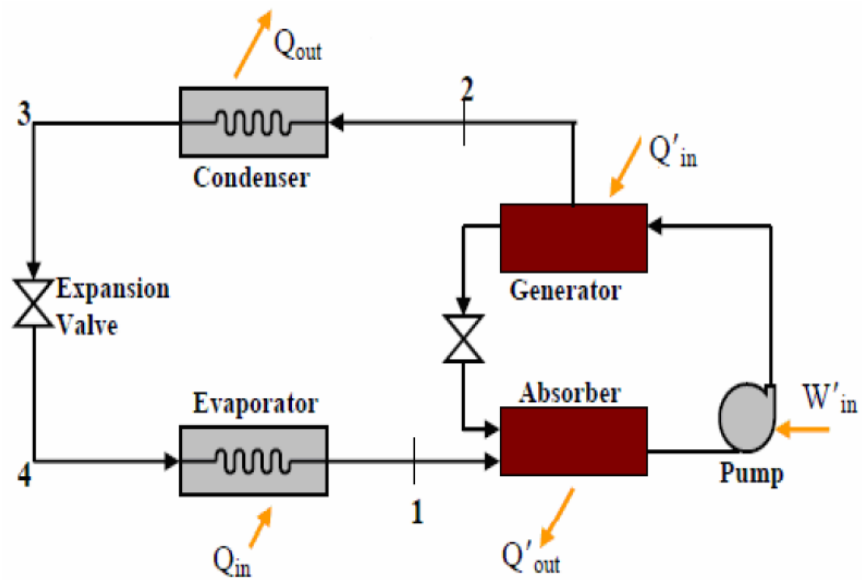 Qout
2
3
Q′in
Condenser
Expansion
Valve
Generator
Evaporator
Absorber
W′in
4
Pump
1
Qin
Q′out